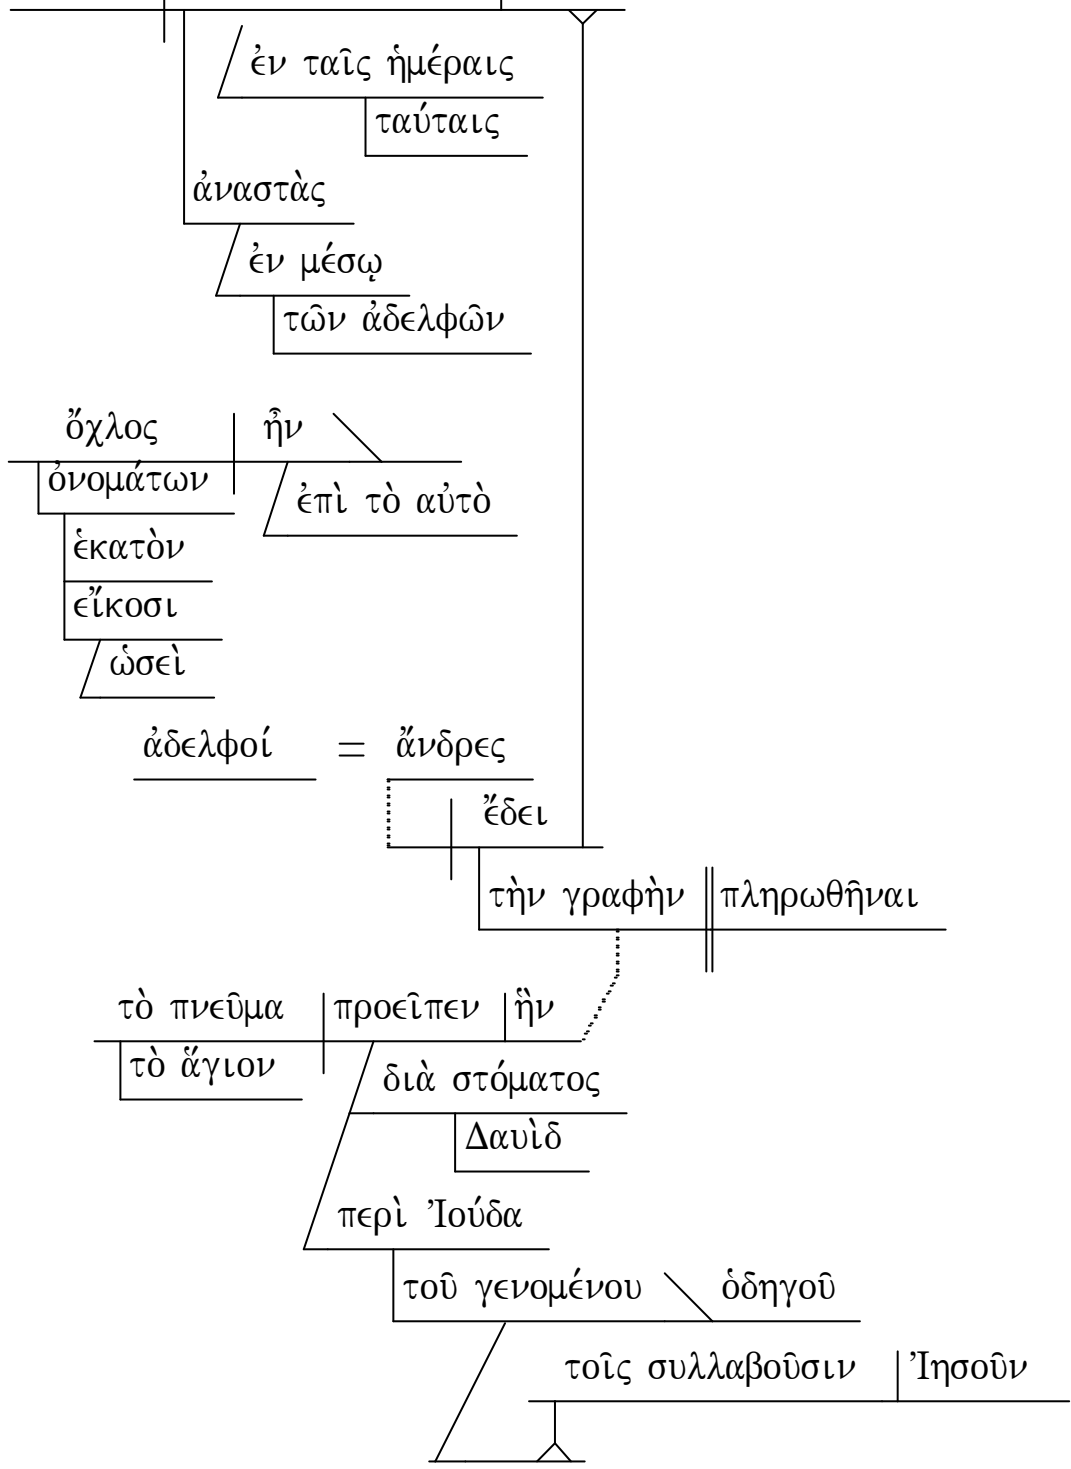 ἐν ταῖς ἡμέραις
ταύταις
ἀναστὰς
ἐν μέσῳ
τῶν ἀδελφῶν
ὄχλος ἦν
ὀνομάτων
ἐπὶ τὸ αὐτὸ
ἑκατὸν
εἴκοσι
ὡσεὶ
ἀδελφοί = ἄνδρες
ἔδει
τὴν γραφὴν πληρωθῆναι
τὸ πνεῦμα προεῖπεν ἣν
τὸ ἅγιον
διὰ στόματος
Δαυὶδ
περὶ Ἰούδα
τοῦ γενομένου ὁδηγοῦ
τοῖς συλλαβοῦσιν Ἰησοῦν